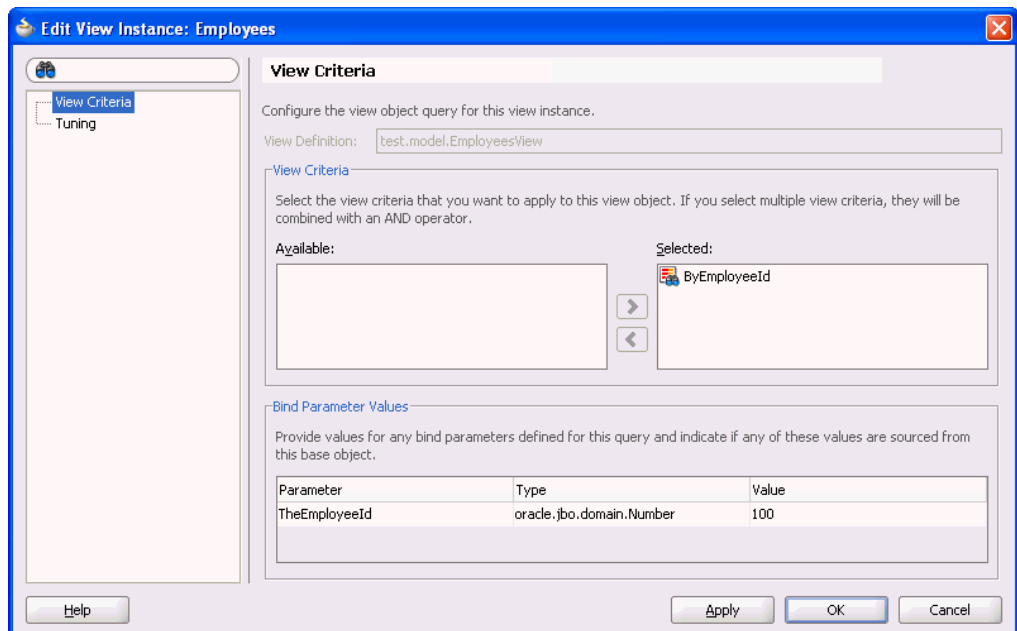 Edit View Instance: Employees
View Criteria
Tuning
View Criteria
Configure the view object query for this view instance.
View Definition: test.model.EmployeesView
View Criteria
Select the view criteria that you want to apply to this view object. If you select multiple view criteria, they will be
combined with an AND operator.
Available: Selected:
ByEmployeeId
Bind Parameter Values
Provide values for any bind parameters defined for this query and indicate if any of these values are sourced from
this base object.
Parameter Type Value
TheEmployeeId oracle.jbo.domain.Number 100
Help Apply OK Cancel